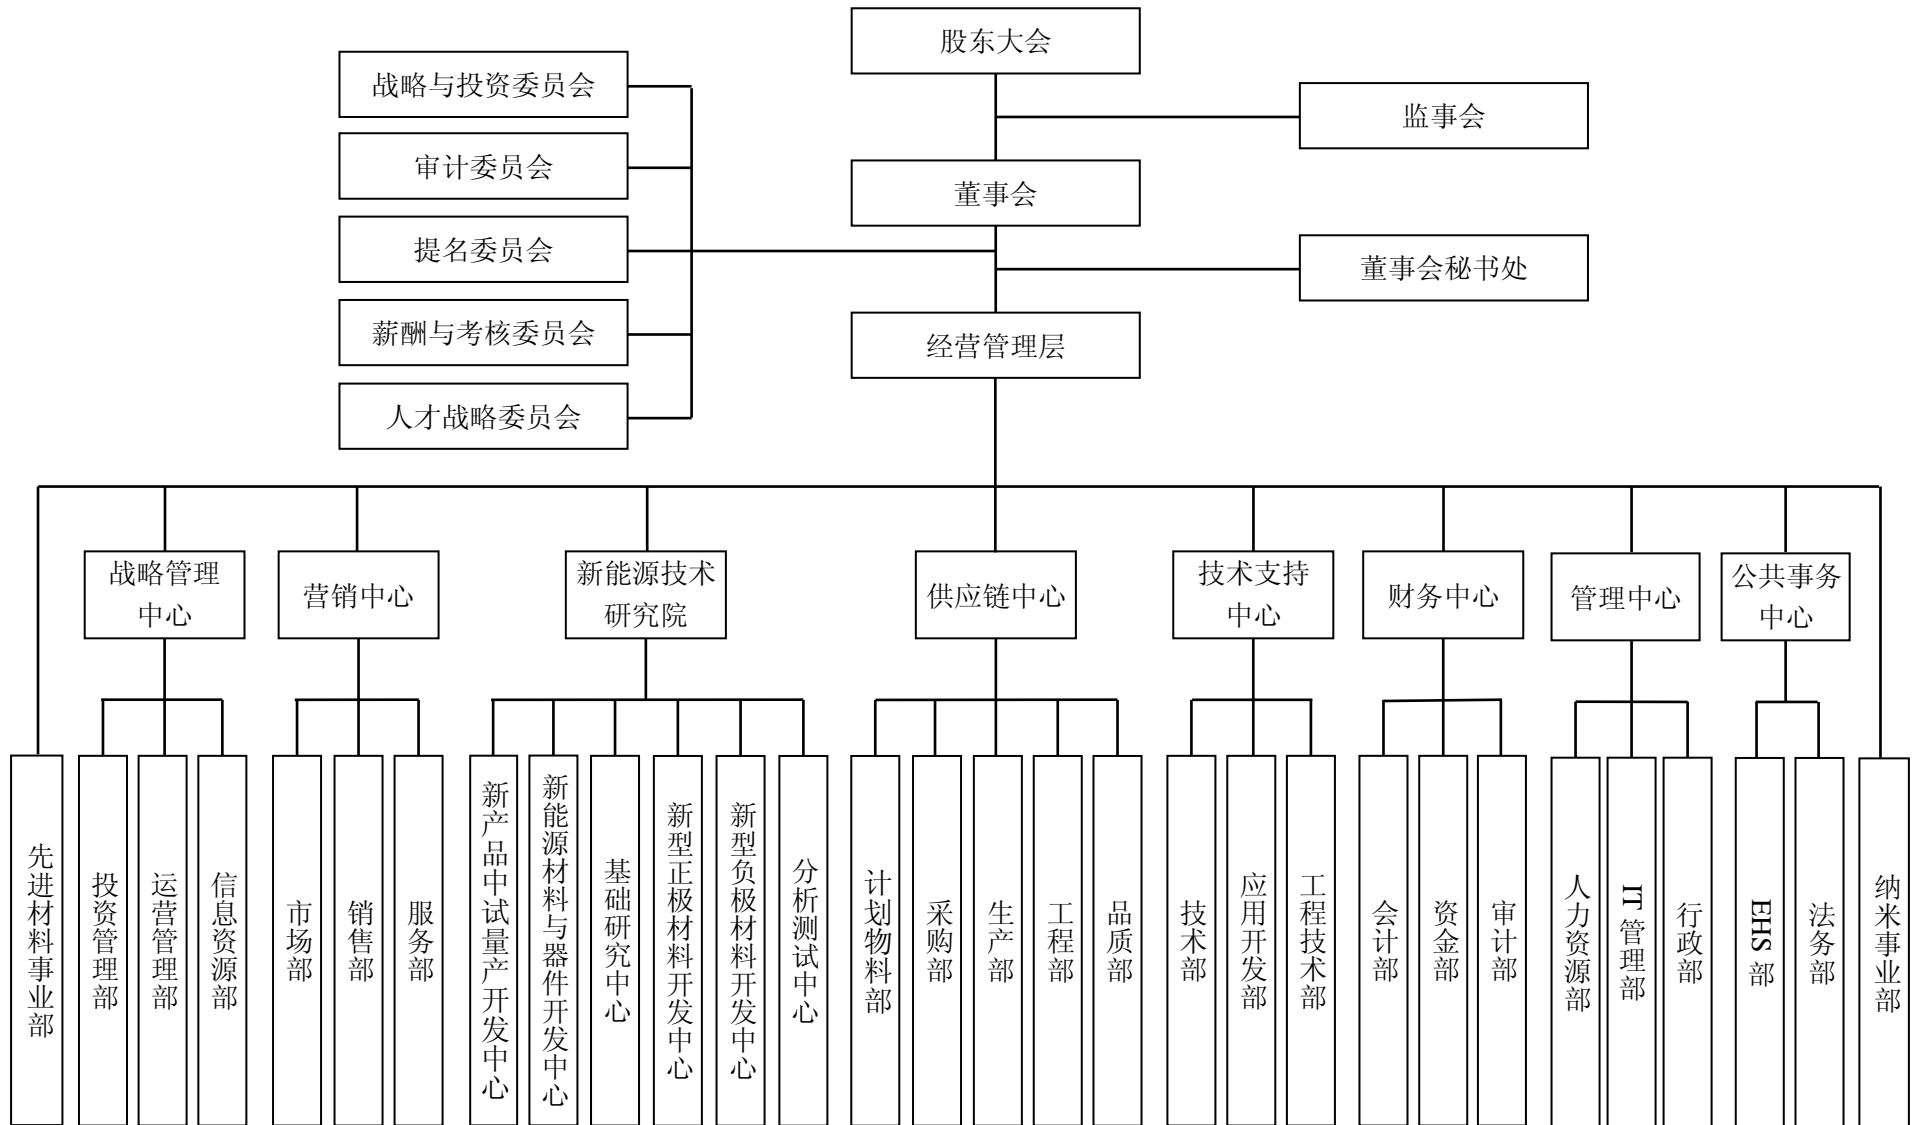 股东大会
战略与投资委员会
监事会
审计委员会
董事会
提名委员会
董事会秘书处
薪酬与考核委员会
经营管理层
人才战略委员会
战略管理
中心
营销中心
新能源技术
研究院
供应链中心
技术支持
中心
财务中心
管理中心
公共事务
中心
先进材料事业部
投资管理部
运营管理部
信息资源部
市场部
销售部
服务部
新产品中试量产开发中心
新能源材料与器件开发中心
基础研究中心
新型正极材料开发中心
新型负极材料开发中心
分析测试中心
计划物料部
采购部
生产部
工程部
品质部
技术部
应用开发部
工程技术部
会计部
资金部
审计部
人力资源部
IT 管理部
行政部
EHS 部
法务部
纳米事业部